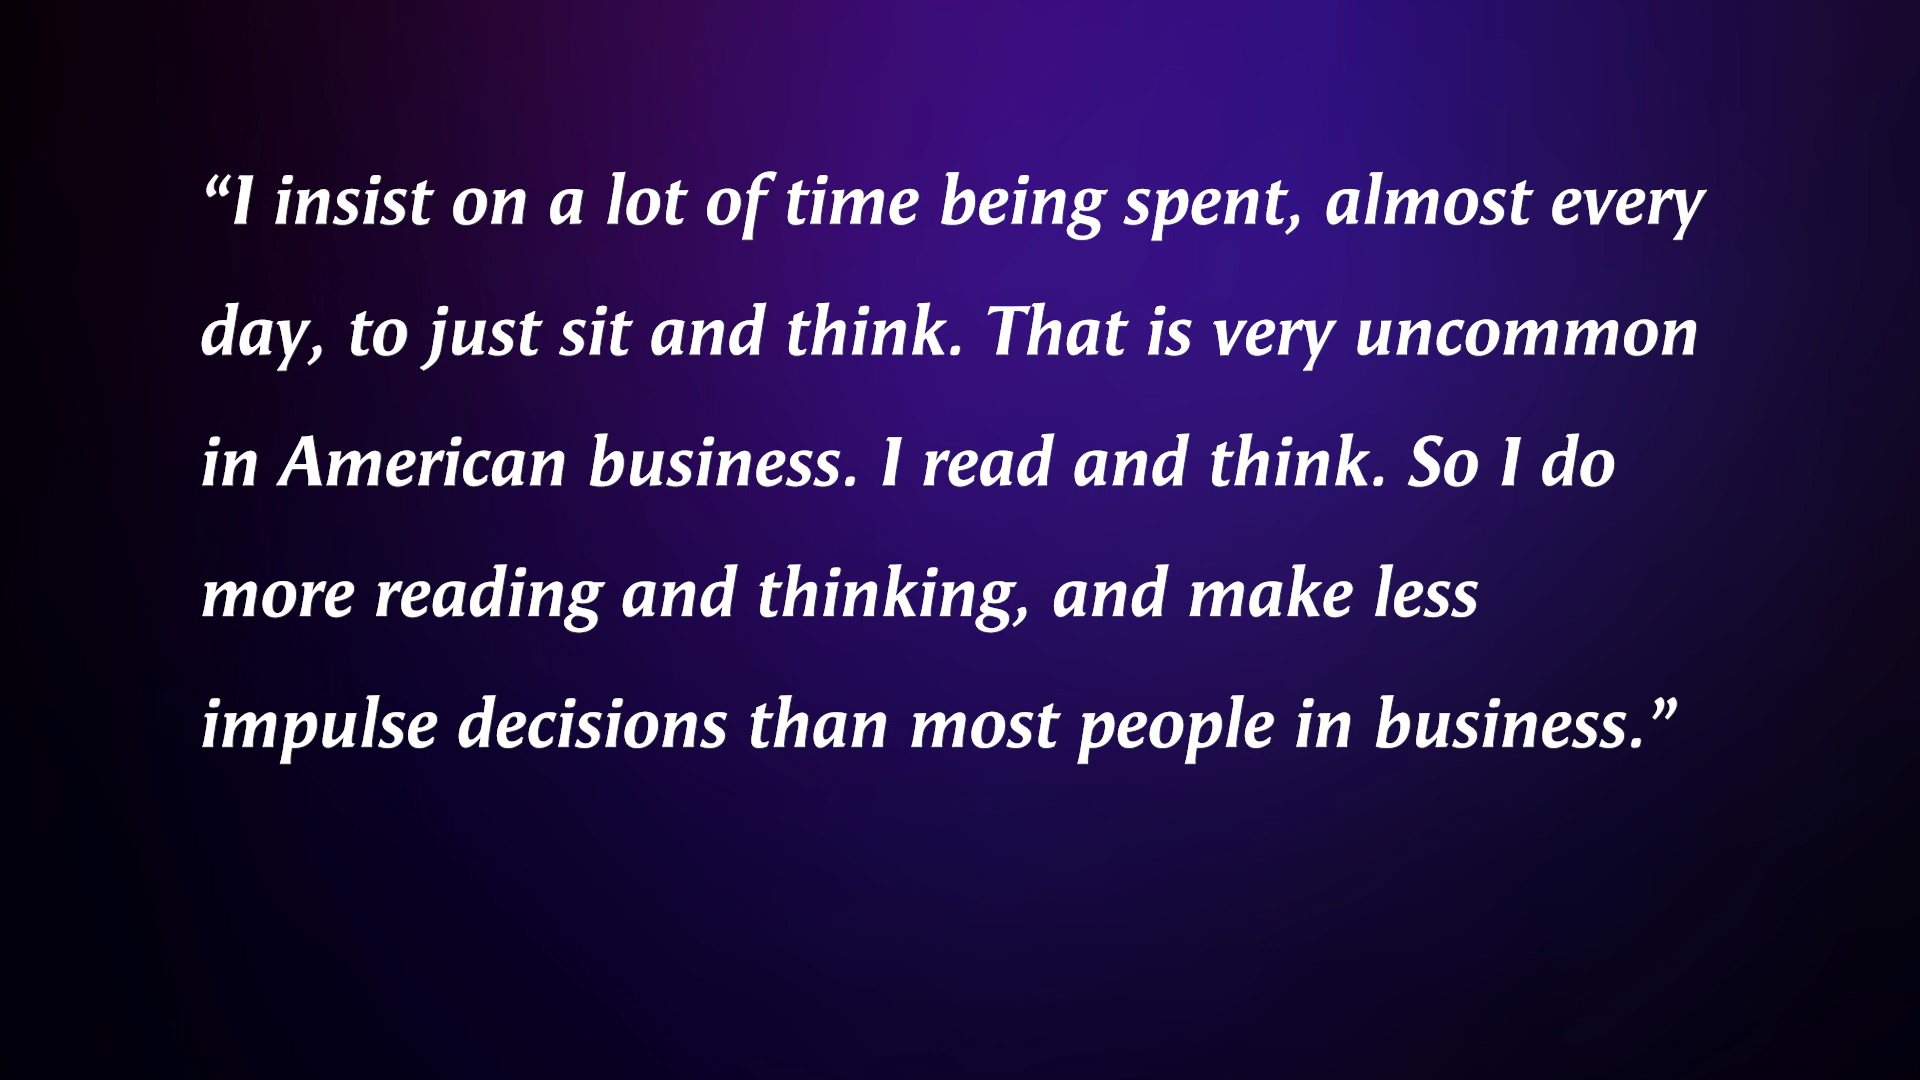 “I insist on a lot of time being spent, almost every
day, to just sit and think. That is very uncommon
in American business. I read and think. So I do
more reading and thinking, and make less
impulse decisions than most people in business.”